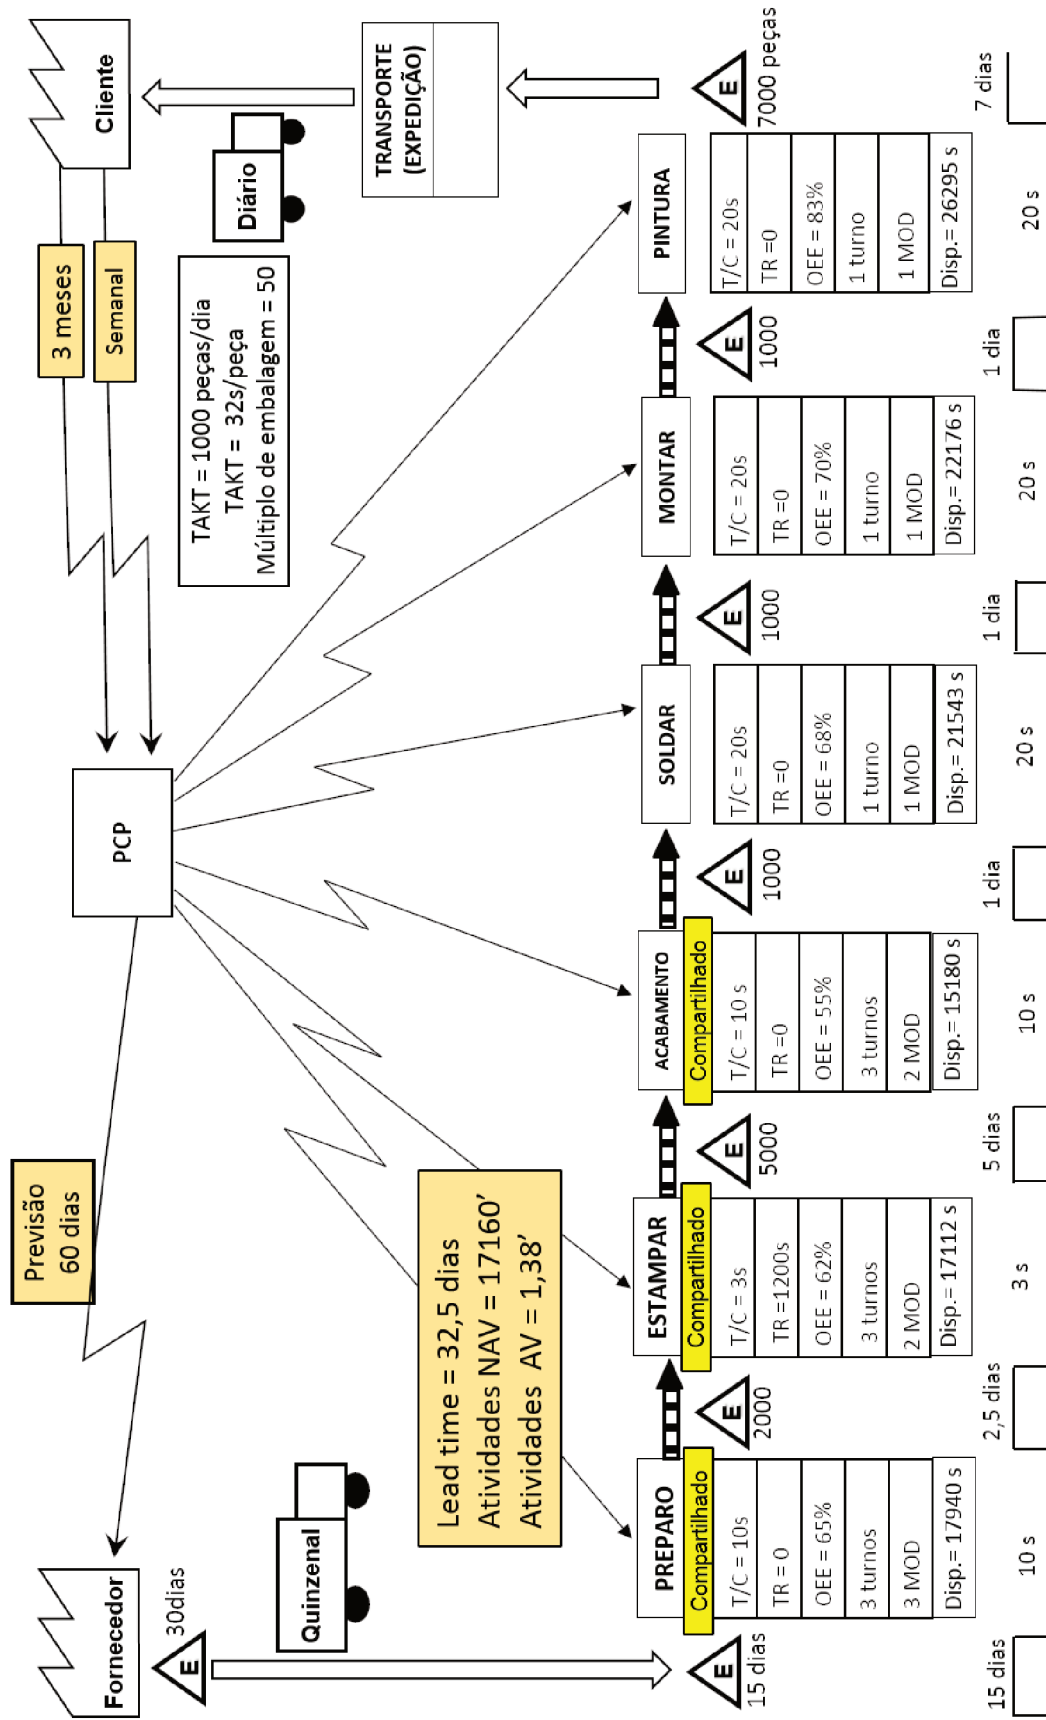 Fornecedor
E
30dias
Previsão
60 dias
PCP
3 meses
Semanal
Cliente
Quinzenal
TAKT = 1000 peças/dia
TAKT = 32s/peça
Múltiplo de embalagem = 50
Diário
TRANSPORTE
(EXPEDIÇÃO)
Lead time = 32,5 dias
Atividades NAV = 17160’
Atividades AV = 1,38’
E
15 dias
PREPARO
Compartilhado
T/C = 10s
TR = 0
OEE = 65%
3 turnos
3 MOD
Disp.= 17940 s
E
2000
ESTAMPAR
Compartilhado
T/C = 3s
TR =1200s
OEE = 62%
3 turnos
2 MOD
Disp.= 17112 s
E
5000
ACABAMENTO
Compartilhado
T/C = 10 s
TR =0
OEE = 55%
3 turnos
2 MOD
Disp.= 15180 s
E
1000
SOLDAR
T/C = 20s
TR =0
OEE = 68%
1 turno
1 MOD
Disp.= 21543 s
E
1000
MONTAR
T/C = 20s
TR =0
OEE = 70%
1 turno
1 MOD
Disp.= 22176 s
E
1000
PINTURA
T/C = 20s
TR =0
OEE = 83%
1 turno
1 MOD
Disp.= 26295 s
E
7000 peças
15 dias
10 s
2,5 dias
3 s
5 dias
10 s
1 dia
20 s
1 dia
20 s
1 dia
20 s
7 dias